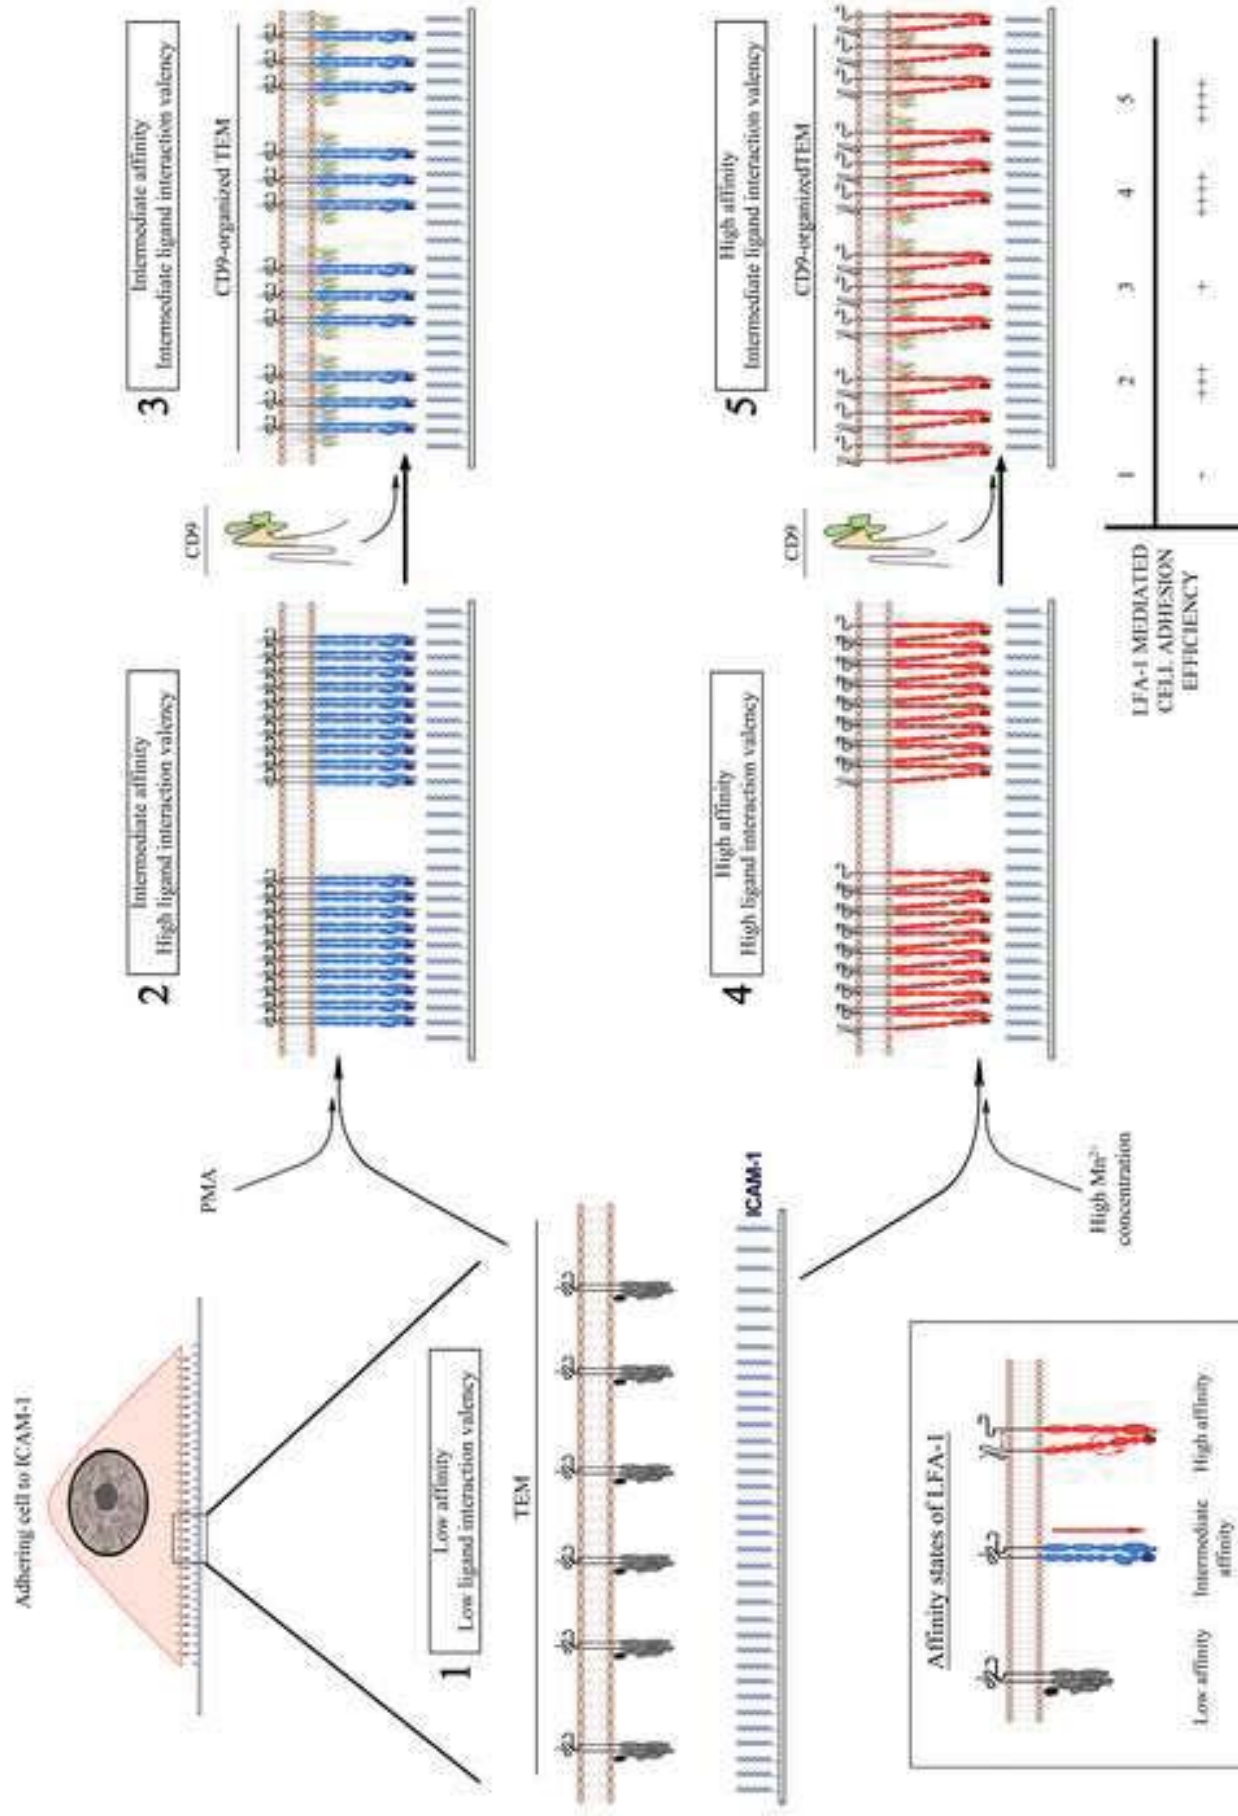 Adhering cell to ICAM-1
1
Low affinity
Low ligand interaction valency
TEM
ICAM-1
PMA
High Mn2+
concentration
2
Intermediate affinity
High ligand interaction valency
CD9
3
Intermediate affinity
Intermediate ligand interaction valency
CD9-organized TEM
4
High affinity
High ligand interaction valency
CD9
5
High affinity
Intermediate ligand interaction valency
CD9-organizedTEM
Affinity states of LFA-1
Low affinity
Intermediate
affinity
High affinity
LFA-1 MEDIATED
CELL ADHESION
EFFICIENCY
1 2 3 4 5
+ +++ + ++++ ++++